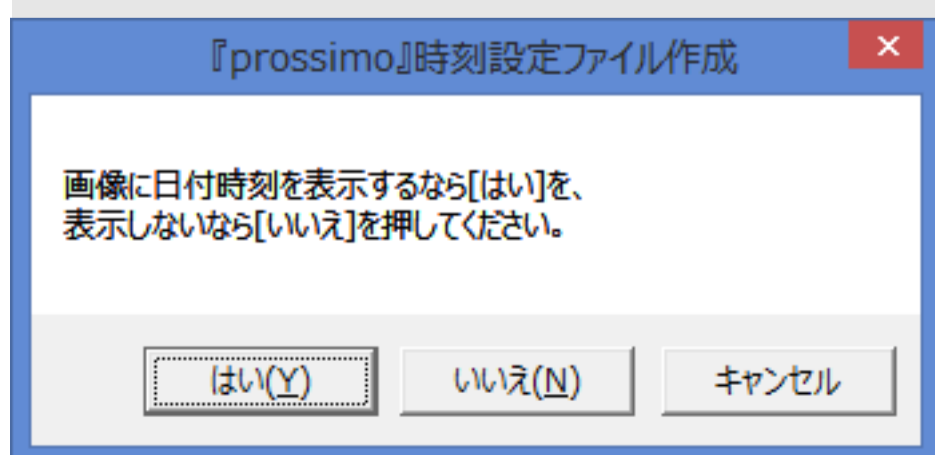 『prossimo』時刻設定ファイル作成
画像に日付時刻を表示するなら[はい]を、
表示しないなら[いいえ]を押してください。
はい(Y) いいえ(N) キャンセル